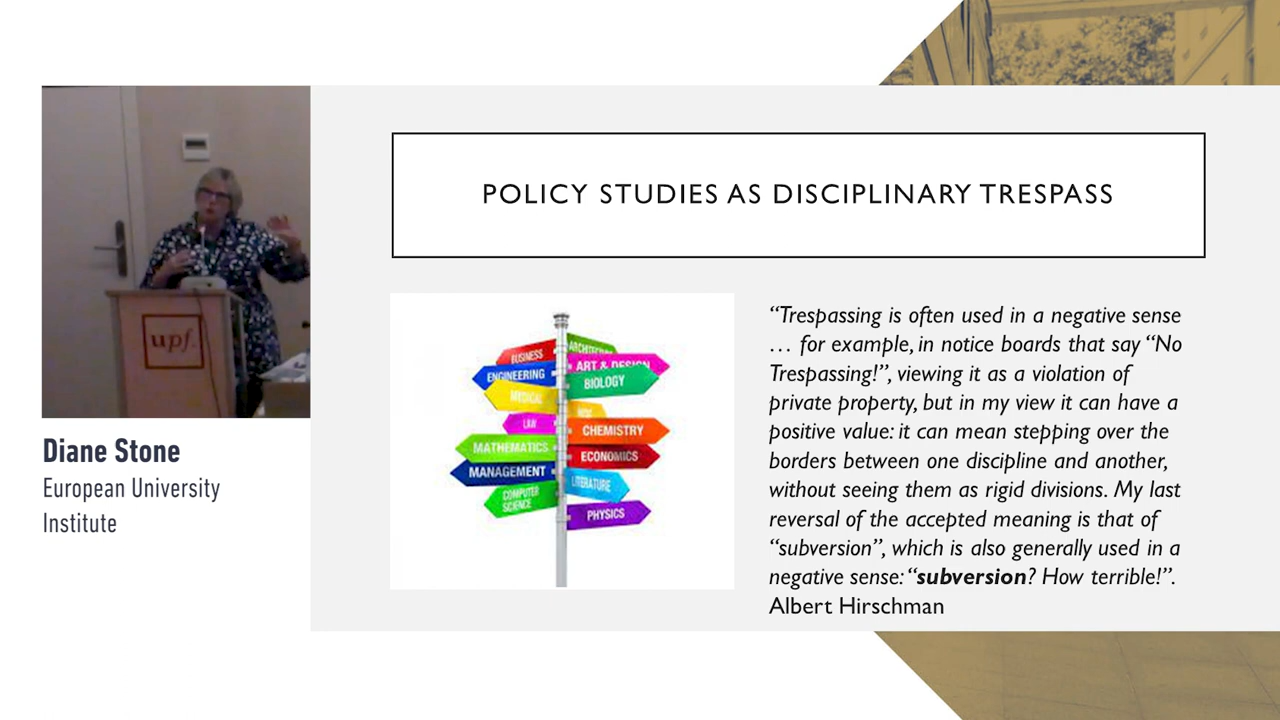 POLICY STUDIES AS DISCIPLINARY TRESPASS
upf.
Diane Stone
European University
Institute
BUSINESS
ARCHITECTURE
ENGINEERING
ART & DESIGN
BIOLOGY
MEDICAL
LAW
CHEMISTRY
MATHEMATICS
ECONOMICS
MANAGEMENT
LITERATURE
COMPUTER
SCIENCE
PHYSICS
“Trespassing is often used in a negative sense
… for example, in notice boards that say “No
Trespassing!”, viewing it as a violation of
private property, but in my view it can have a
positive value: it can mean stepping over the
borders between one discipline and another,
without seeing them as rigid divisions. My last
reversal of the accepted meaning is that of
“subversion”, which is also generally used in a
negative sense: “subversion? How terrible!”.
Albert Hirschman